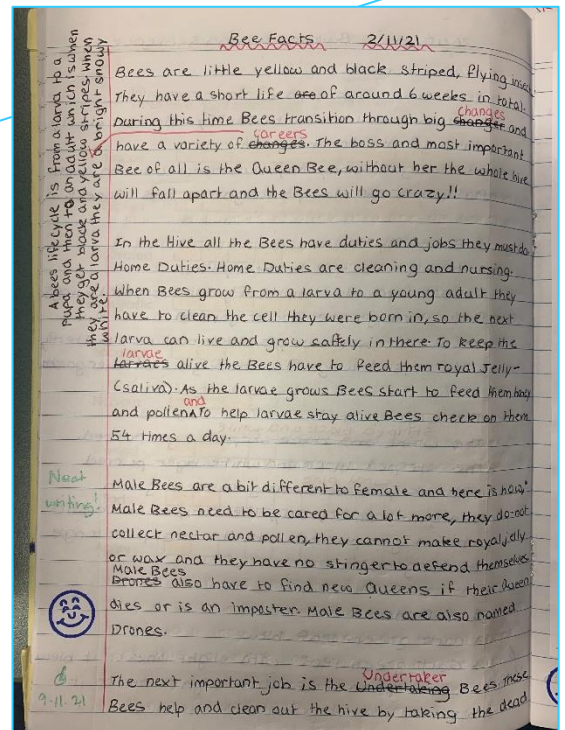 Bee Facts 2/11/21
A bees lifecycle is from a larva to a
pupa and then to an adult which is when
they get black and yellow stripes, when
they are a larva they are a bright snowy
white.
Bees are little yellow and black striped, flying
They have a short life are of around 6 weeks in total.
changes
During this time Bees transition through big changer and
careers
have a variety of changes. The boss and most important
Bee of all is the Queen Bee, without her the whole hive
will fall apart and the Bees will go crazy!!
In the Hive all the Bees have duties and jobs they must do
Home Duties. Home Duties are cleaning and nursing.
When Bees grow from a larva to a young adult they
have to clean the cell they were born in, so the next
larva can live and grow saftely in there. To keep the
larvae
larvaes alive the Bees have to feed them royal Jelly-
(saliva). As the larvae grows Bees start to feed them honey
and
and pollen To help larvae stay alive Bees check on them
54 times a day.
Neat
writing!
Male Bees are a bit different to female and here is how,
Male Bees need to be cared for a lot more, they do-not
collect nectar and pollen, they cannot make royal jelly
or wax and they have no stinger to defend themselves
Male Bees
Drones also have to find new Queens if their Queen
dies or is an imposter. Male Bees are also named
Drones.
9.11.21
Undertaker
The next important job is the Undertaking Bees These
Bees help and clean out the hive by taking the dead